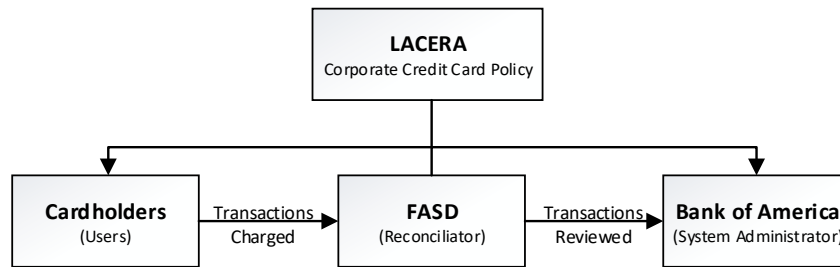 LACERA
Corporate Credit Card Policy
Cardholders
(Users)
Transactions
Charged
FASD
(Reconciliator)
Transactions
Reviewed
Bank of America
(System Administrator)